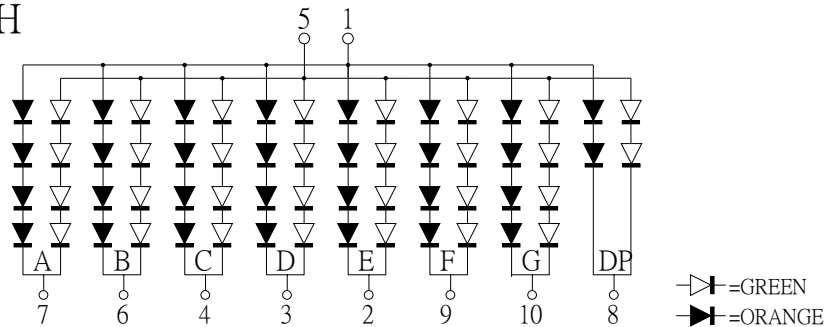 H
5 1
A B C D E F G DP
7 6 4 3 2 9 10 8
=GREEN
=ORANGE